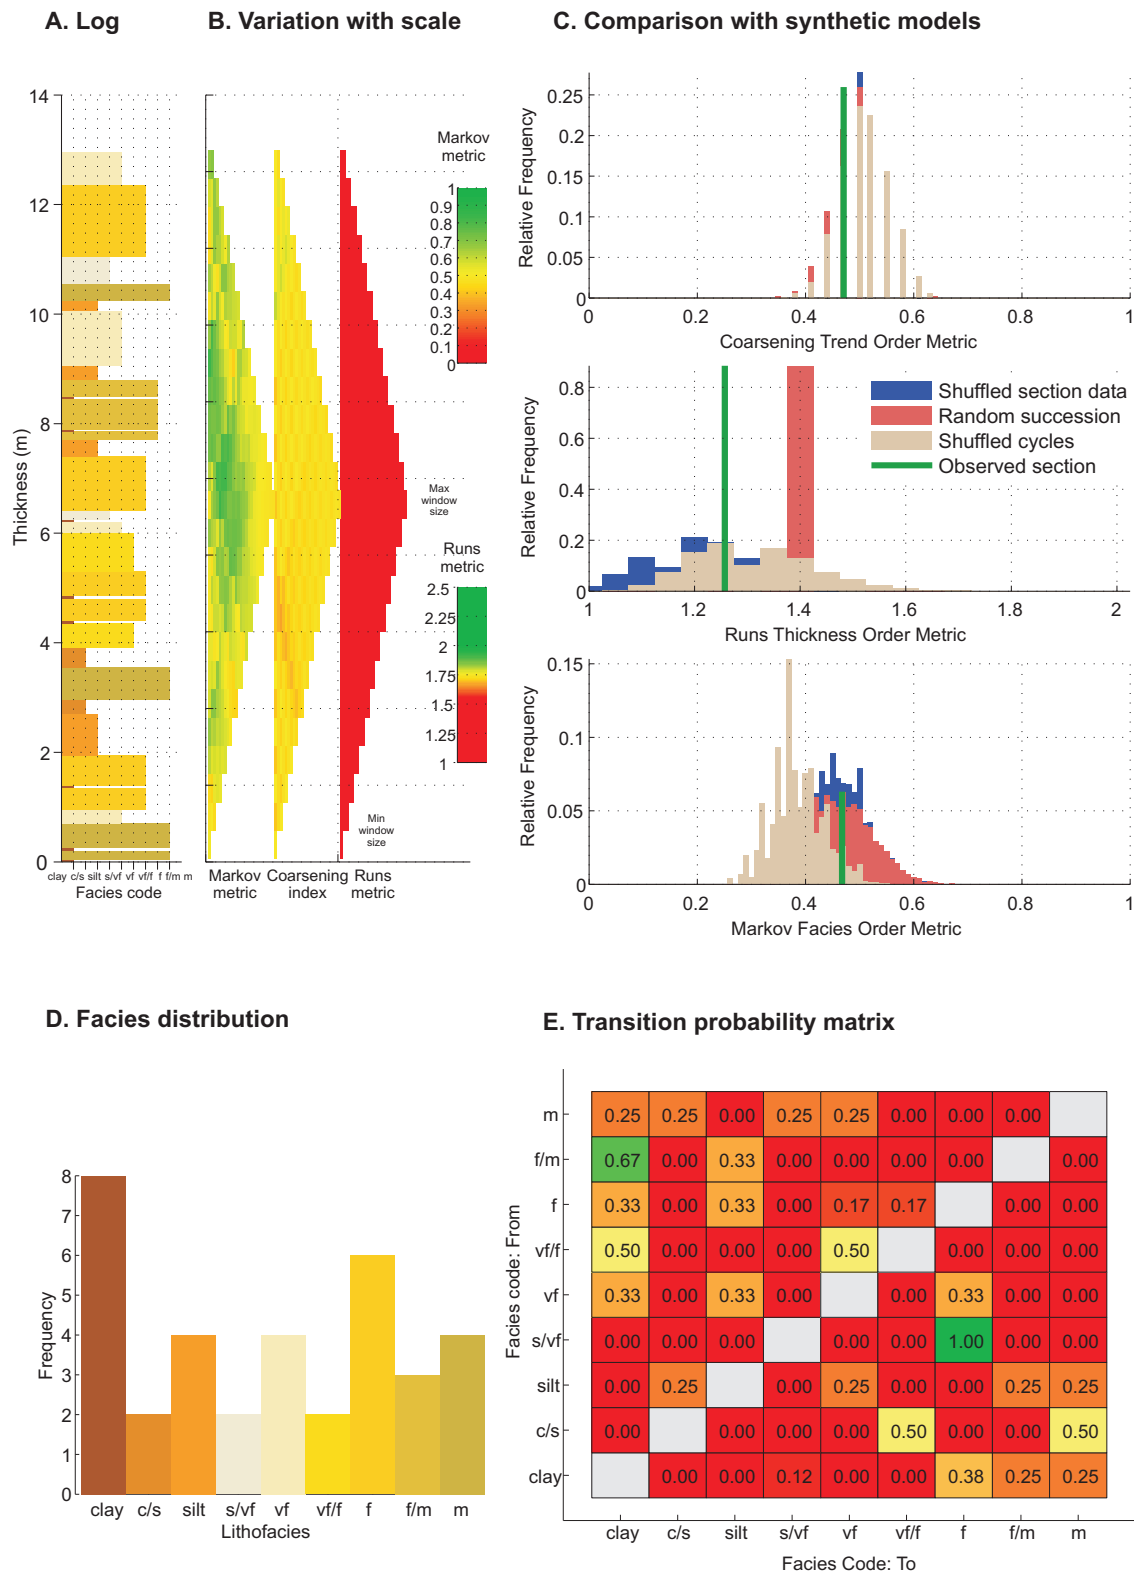 A. Log
B. Variation with scale
C. Comparison with synthetic models
14
12
10
8
6
4
2
0
Thickness (m)
clay c/s silt s/vf vf vf/f f f/m m
Facies code
Markov
metric
1
0.9
0.8
0.7
0.6
0.5
0.4
0.3
0.2
0.1
0
Max
window
size
Runs
metric
2.5
2.25
2
1.75
1.5
1.25
1
Min
window
size
Markov
metric
Coarsening
index
Runs
metric
Relative Frequency
0.25
0.2
0.15
0.1
0.05
0
0 0.2 0.4 0.6 0.8 1
Coarsening Trend Order Metric
Relative Frequency
0.8
0.6
0.4
0.2
0
Shuffled section data
Random succession
Shuffled cycles
Observed section
1 1.2 1.4 1.6 1.8 2
Runs Thickness Order Metric
Relative Frequency
0.15
0.1
0.05
0
0 0.2 0.4 0.6 0.8 1
Markov Facies Order Metric
D. Facies distribution
Frequency
8
7
6
5
4
3
2
1
0
clay c/s silt s/vf vf vf/f f f/m m
Lithofacies
E. Transition probability matrix
Facies code: From
m 0.25 0.25 0.00 0.25 0.25 0.00 0.00 0.00
f/m 0.67 0.00 0.33 0.00 0.00 0.00 0.00 0.00
f 0.33 0.00 0.33 0.00 0.17 0.17 0.00 0.00
vf/f 0.50 0.00 0.00 0.00 0.50 0.00 0.00 0.00
vf 0.33 0.00 0.33 0.00 0.00 0.33 0.00 0.00
s/vf 0.00 0.00 0.00 0.00 0.00 1.00 0.00 0.00
silt 0.00 0.25 0.00 0.25 0.00 0.00 0.25 0.25
c/s 0.00 0.00 0.00 0.00 0.50 0.00 0.00 0.50
clay 0.00 0.00 0.12 0.00 0.00 0.38 0.25 0.25
clay c/s silt s/vf vf vf/f f f/m m
Facies Code: To